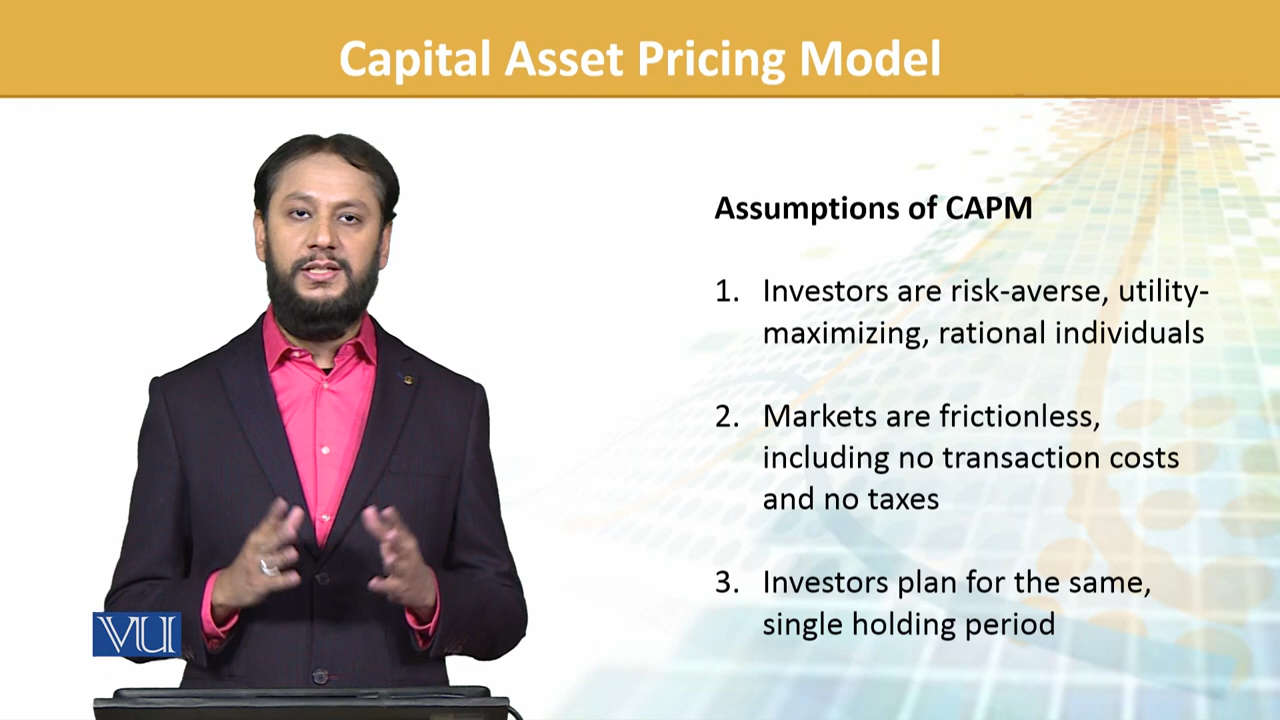 Capital Asset Pricing Model
Assumptions of CAPM
1. Investors are risk-averse, utility-
maximizing, rational individuals
2. Markets are frictionless,
including no transaction costs
and no taxes
3. Investors plan for the same,
single holding period
VU